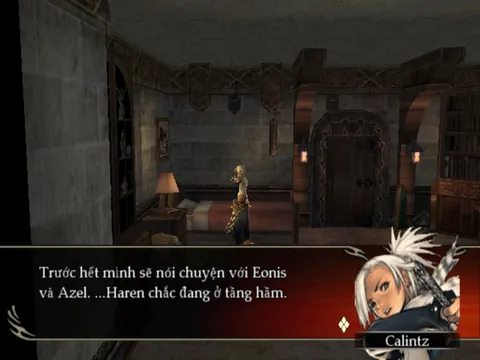 Trước hết mình sẽ nói chuyện với Eonis
và Azel. ...Haren chắc đang ở tầng hầm.
Calintz